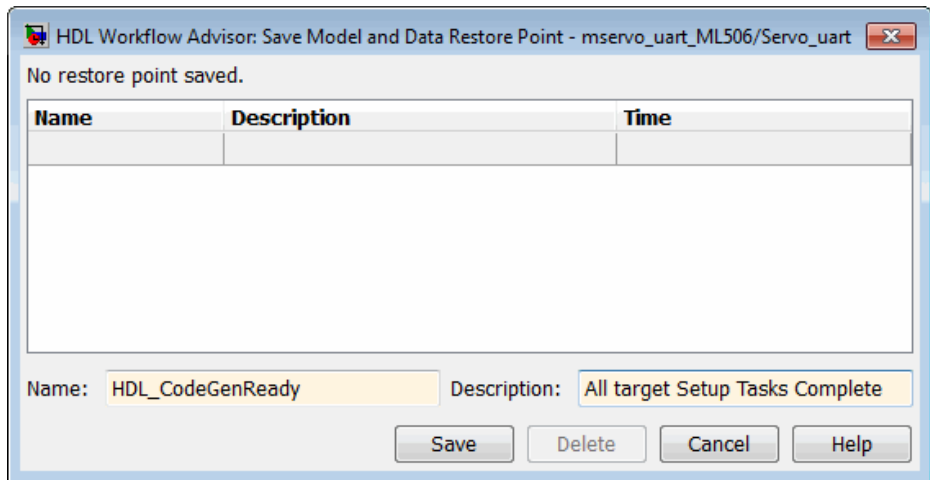 HDL Workflow Advisor: Save Model and Data Restore Point - mservo_uart_ML506/Servo_uart
No restore point saved.
Name Description Time
Name: HDL_CodeGenReady Description: All target Setup Tasks Complete
Save Delete Cancel Help